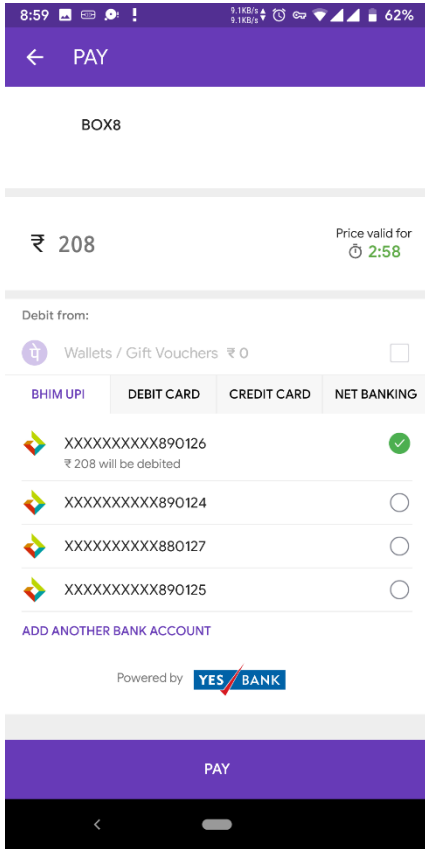 8:59 9.1KB/s 9.1KB/s 62%
PAY
BOX8
₹ 208
Price valid for
2:58
Debit from:
पे Wallets / Gift Vouchers ₹ 0
BHIM UPI DEBIT CARD CREDIT CARD NET BANKING
XXXXXXXXXX890126
₹ 208 will be debited
XXXXXXXXXX890124
XXXXXXXXXX880127
XXXXXXXXXX890125
ADD ANOTHER BANK ACCOUNT
Powered by YES BANK
PAY